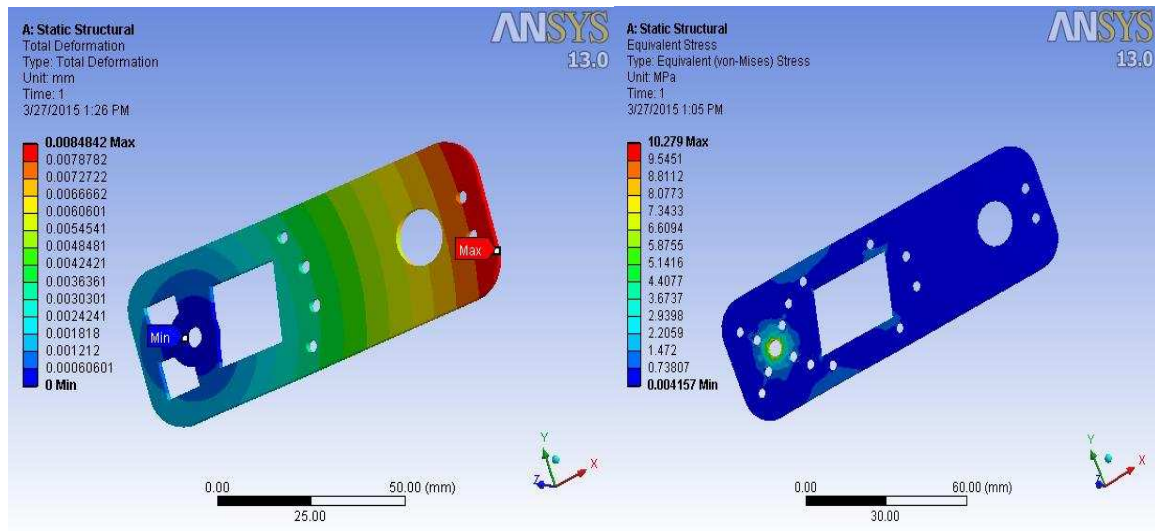 A: Static Structural
Total Deformation
Type: Total Deformation
Unit: mm
Time: 1
3/27/2015 1:26 PM
ANSYS
13.0
0.0084842 Max
0.0078782
0.0072722
0.0066662
0.0060601
0.0054541
0.0048481
0.0042421
0.0036361
0.0030301
0.0024241
0.001818
0.001212
0.00060601
0 Min
Min
Max
0.00
50.00 (mm)
25.00
Y
Z
X
A: Static Structural
Equivalent Stress
Type: Equivalent (von-Mises) Stress
Unit: MPa
Time: 1
3/27/2015 1:05 PM
ANSYS
13.0
10.279 Max
9.5451
8.8112
8.0773
7.3433
6.6094
5.8755
5.1416
4.4077
3.6737
2.9398
2.2059
1.472
0.73807
0.004157 Min
0.00
60.00 (mm)
30.00
Y
Z
X